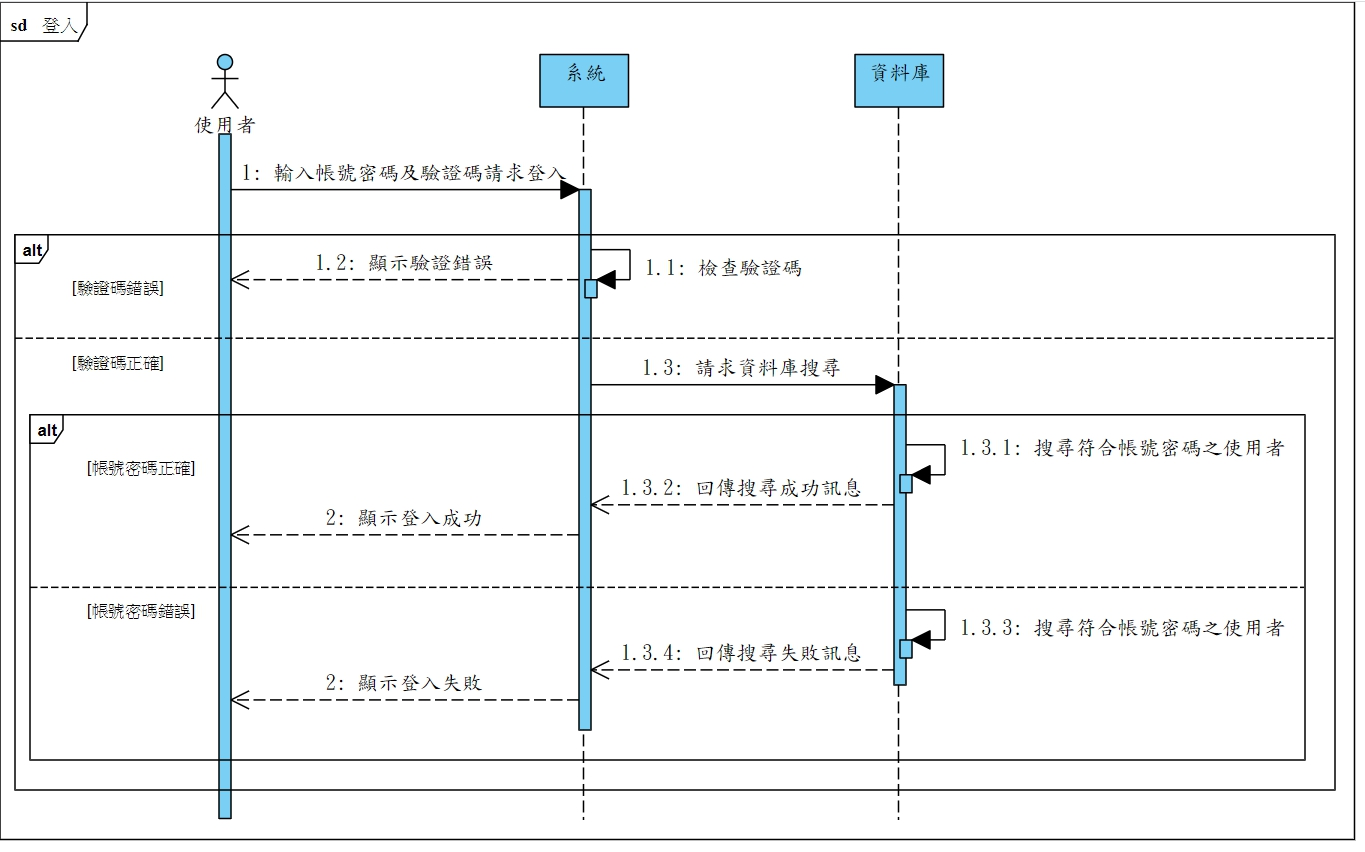 sd 登入
使用者
系統
資料庫
1: 輸入帳號密碼及驗證碼請求登入
alt
1.2: 顯示驗證錯誤
1.1: 檢查驗證碼
[驗證碼錯誤]
[驗證碼正確]
1.3: 請求資料庫搜尋
alt
1.3.1: 搜尋符合帳號密碼之使用者
[帳號密碼正確]
1.3.2: 回傳搜尋成功訊息
2: 顯示登入成功
[帳號密碼錯誤]
1.3.3: 搜尋符合帳號密碼之使用者
1.3.4: 回傳搜尋失敗訊息
2: 顯示登入失敗